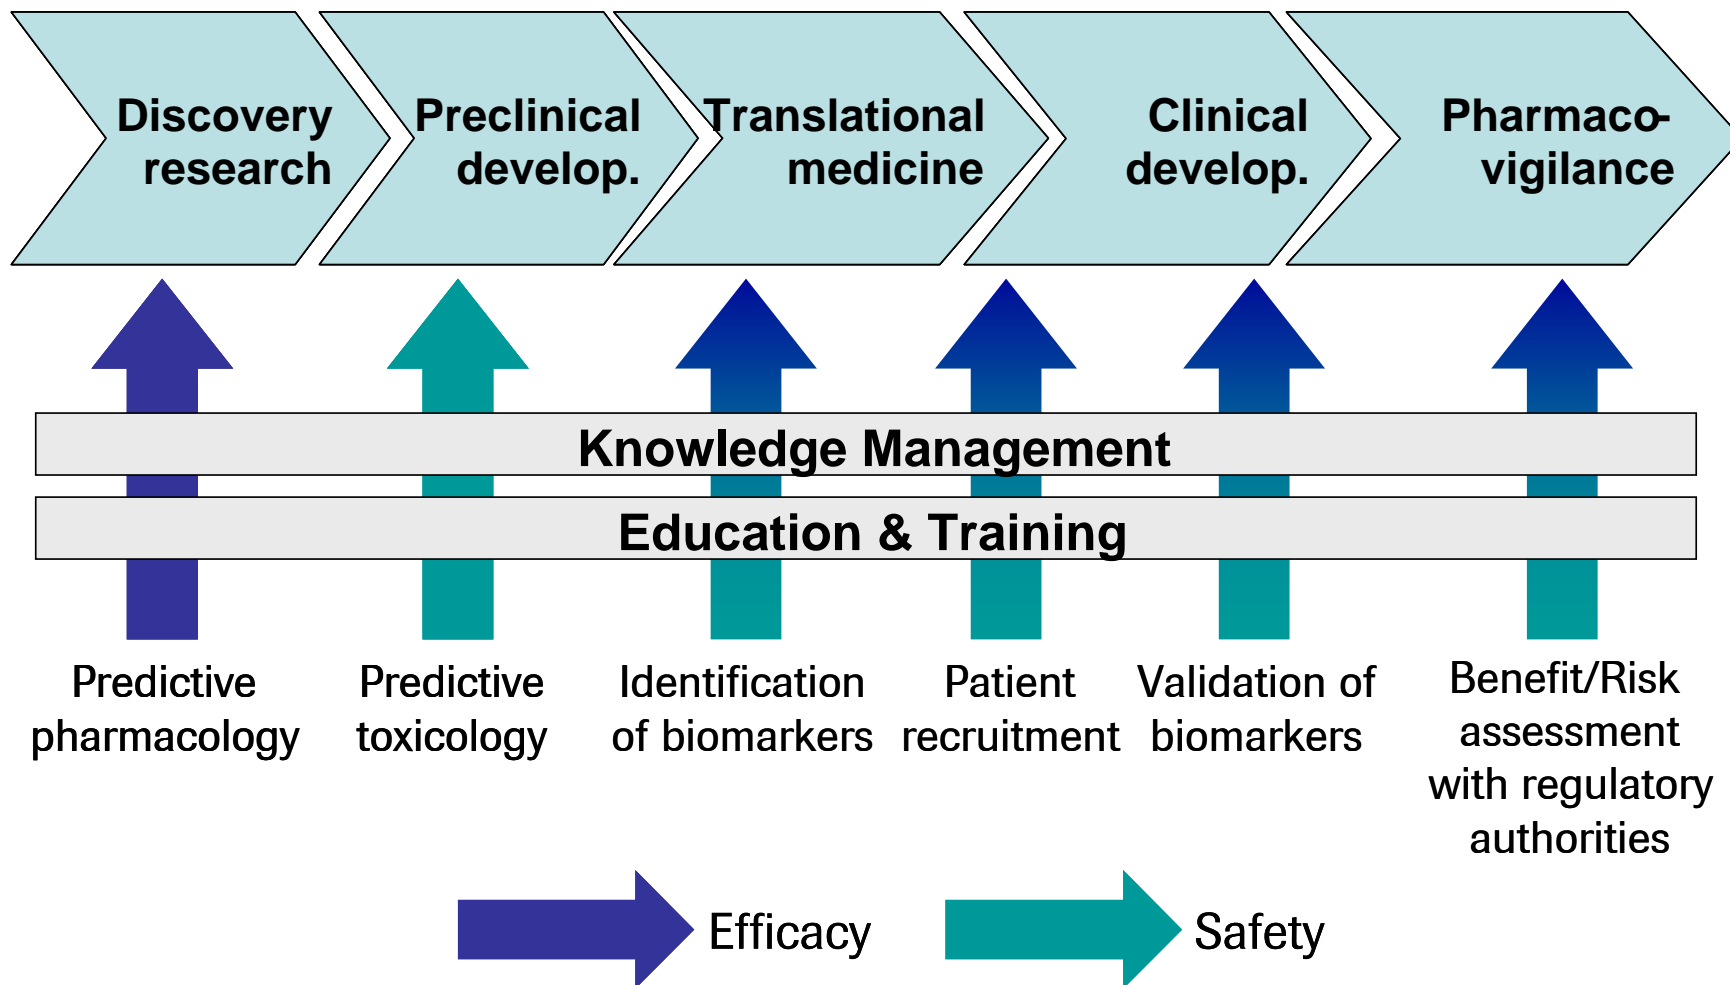 Discovery
research
Preclinical
develop.
Translational
medicine
Clinical
develop.
Pharmaco-
vigilance
Knowledge Management
Education & Training
Predictive
pharmacology
Predictive
toxicology
Identification
of biomarkers
Patient
recruitment
Validation of
biomarkers
Benefit/Risk
assessment
with regulatory
authorities
Efficacy
Safety